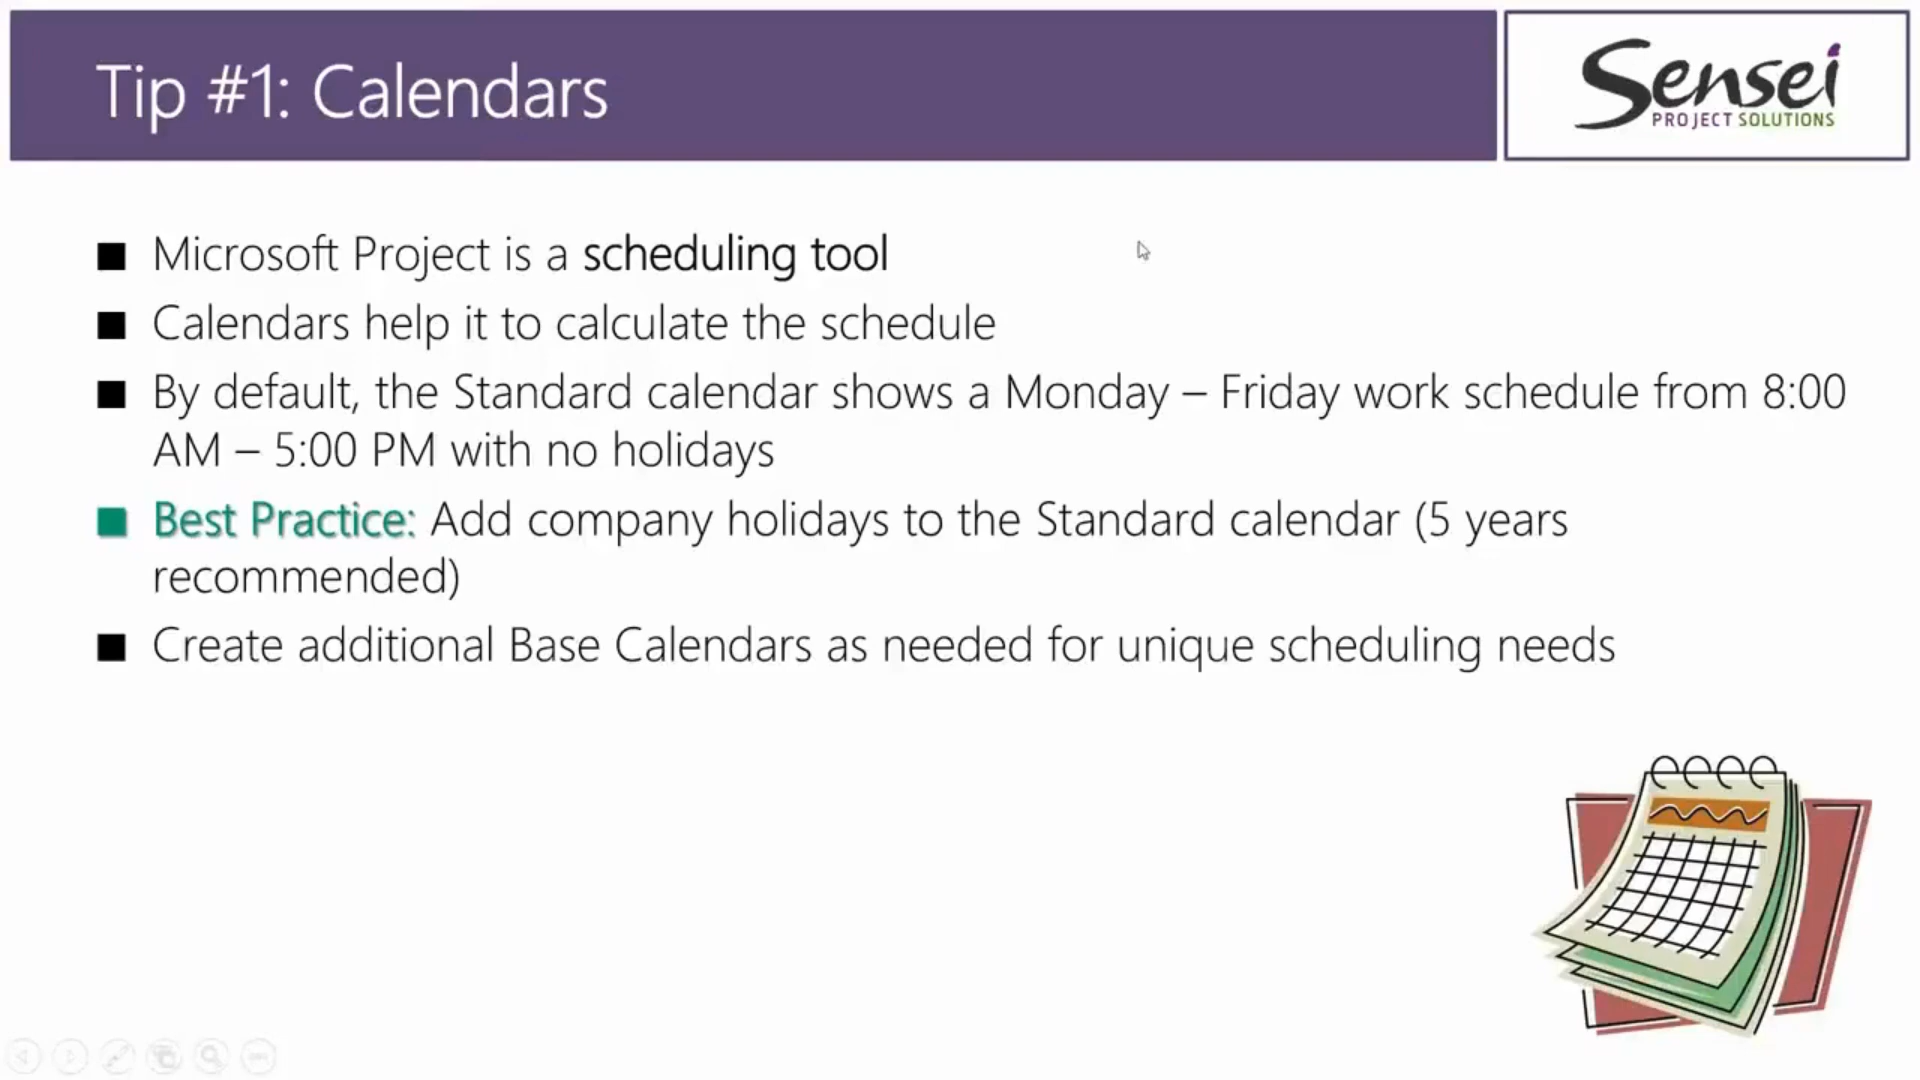 Tip #1: Calendars
Sensei
PROJECT SOLUTIONS
■ Microsoft Project is a scheduling tool
■ Calendars help it to calculate the schedule
■ By default, the Standard calendar shows a Monday – Friday work schedule from 8:00
AM – 5:00 PM with no holidays
■ Best Practice: Add company holidays to the Standard calendar (5 years
recommended)
■ Create additional Base Calendars as needed for unique scheduling needs